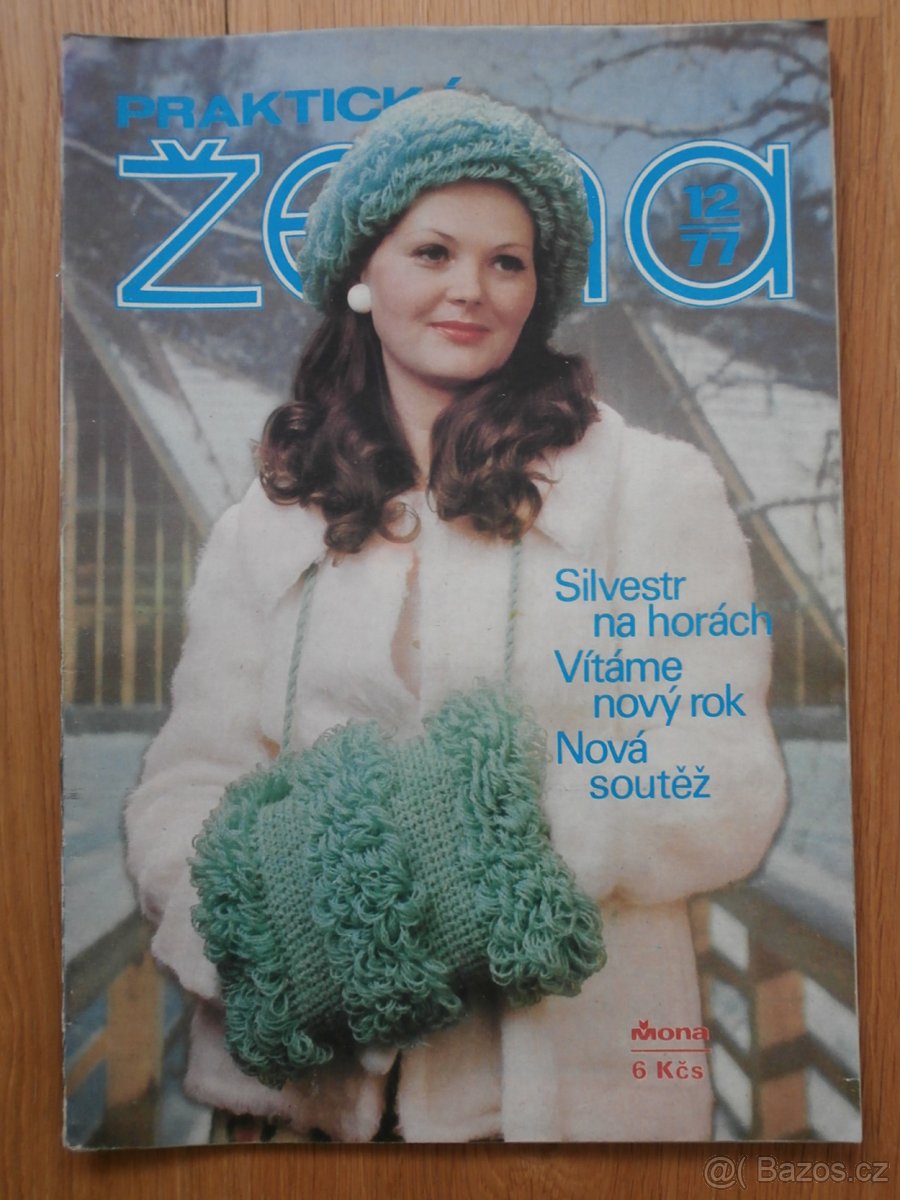 PRAKTICKÁ
žena
12
77
Silvestr
na horách
Vítáme
nový rok
Nová
soutěž
Mona
6 Kčs
@( Bazos.cz